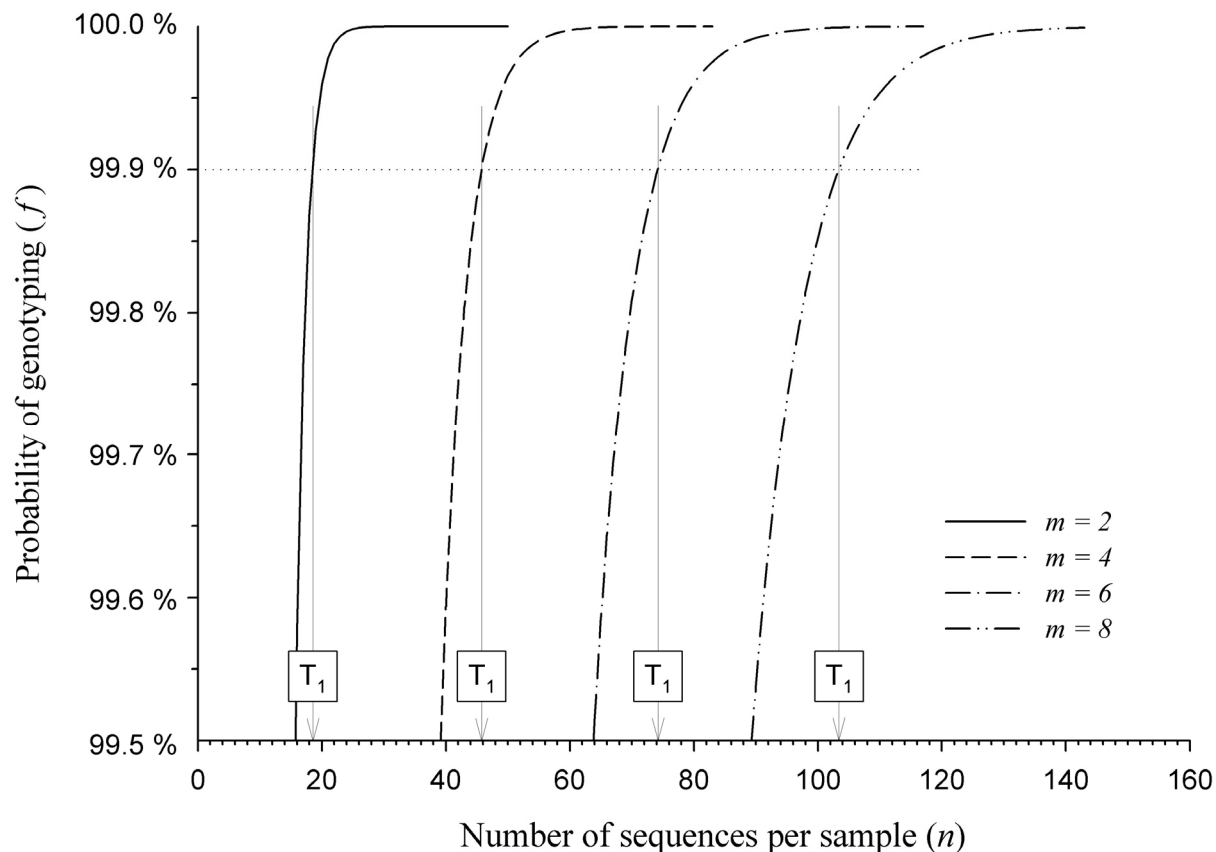 100.0 %
99.9 %
99.8 %
99.7 %
99.6 %
99.5 %
Probability of genotyping (f)
m = 2
m = 4
m = 6
m = 8
T1 T1 T1 T1
0 20 40 60 80 100 120 140 160
Number of sequences per sample (n)